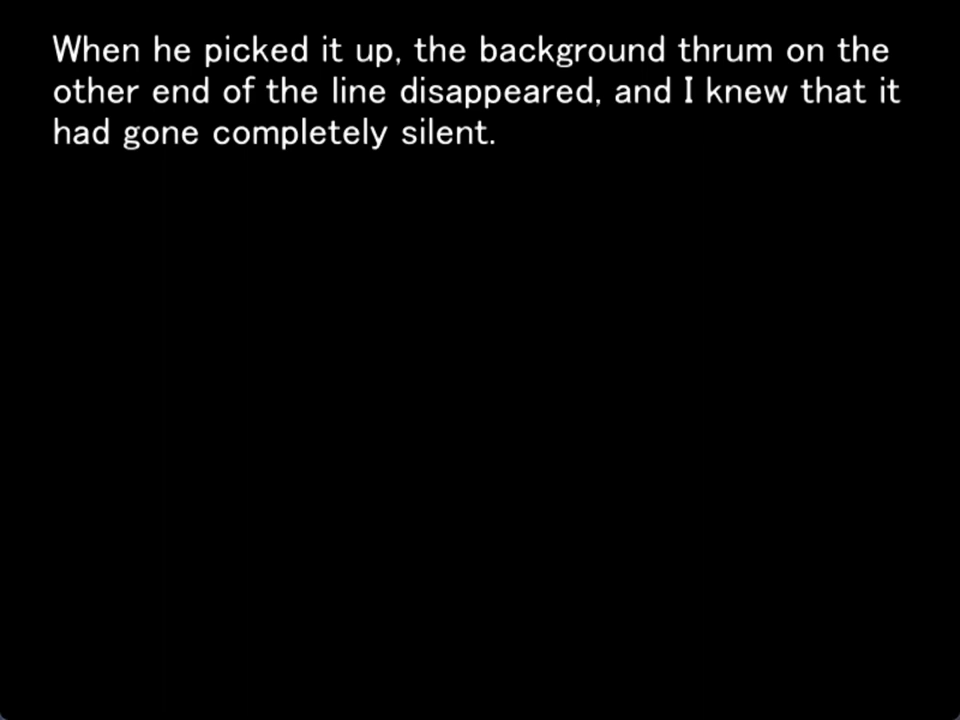 When he picked it up, the background thrum on the
other end of the line disappeared, and I knew that it
had gone completely silent.